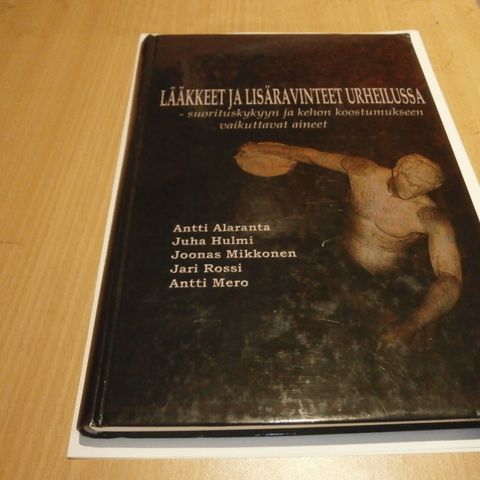 LÄÄKKEET JA LISÄRAVINTEET URHEILUSSA
- suorituskykyyn ja kehon koostumukseen
vaikuttavat aineet
Antti Alaranta
Juha Hulmi
Joonas Mikkonen
Jari Rossi
Antti Mero